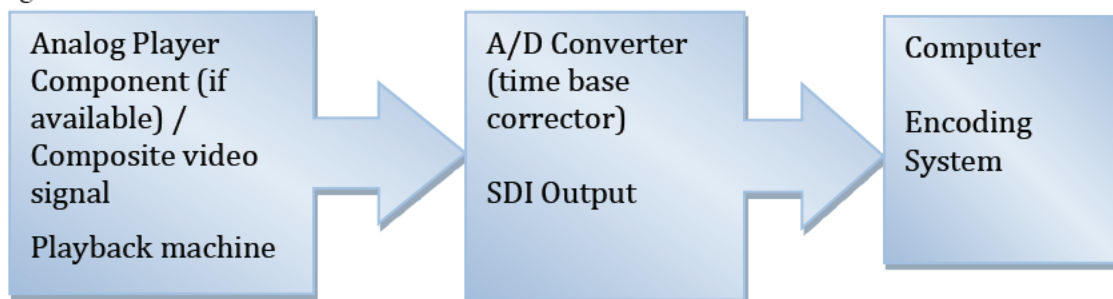 Analog Player
Component (if
available) /
Composite video
signal
Playback machine
A/D Converter
(time base
corrector)
SDI Output
Computer
Encoding
System